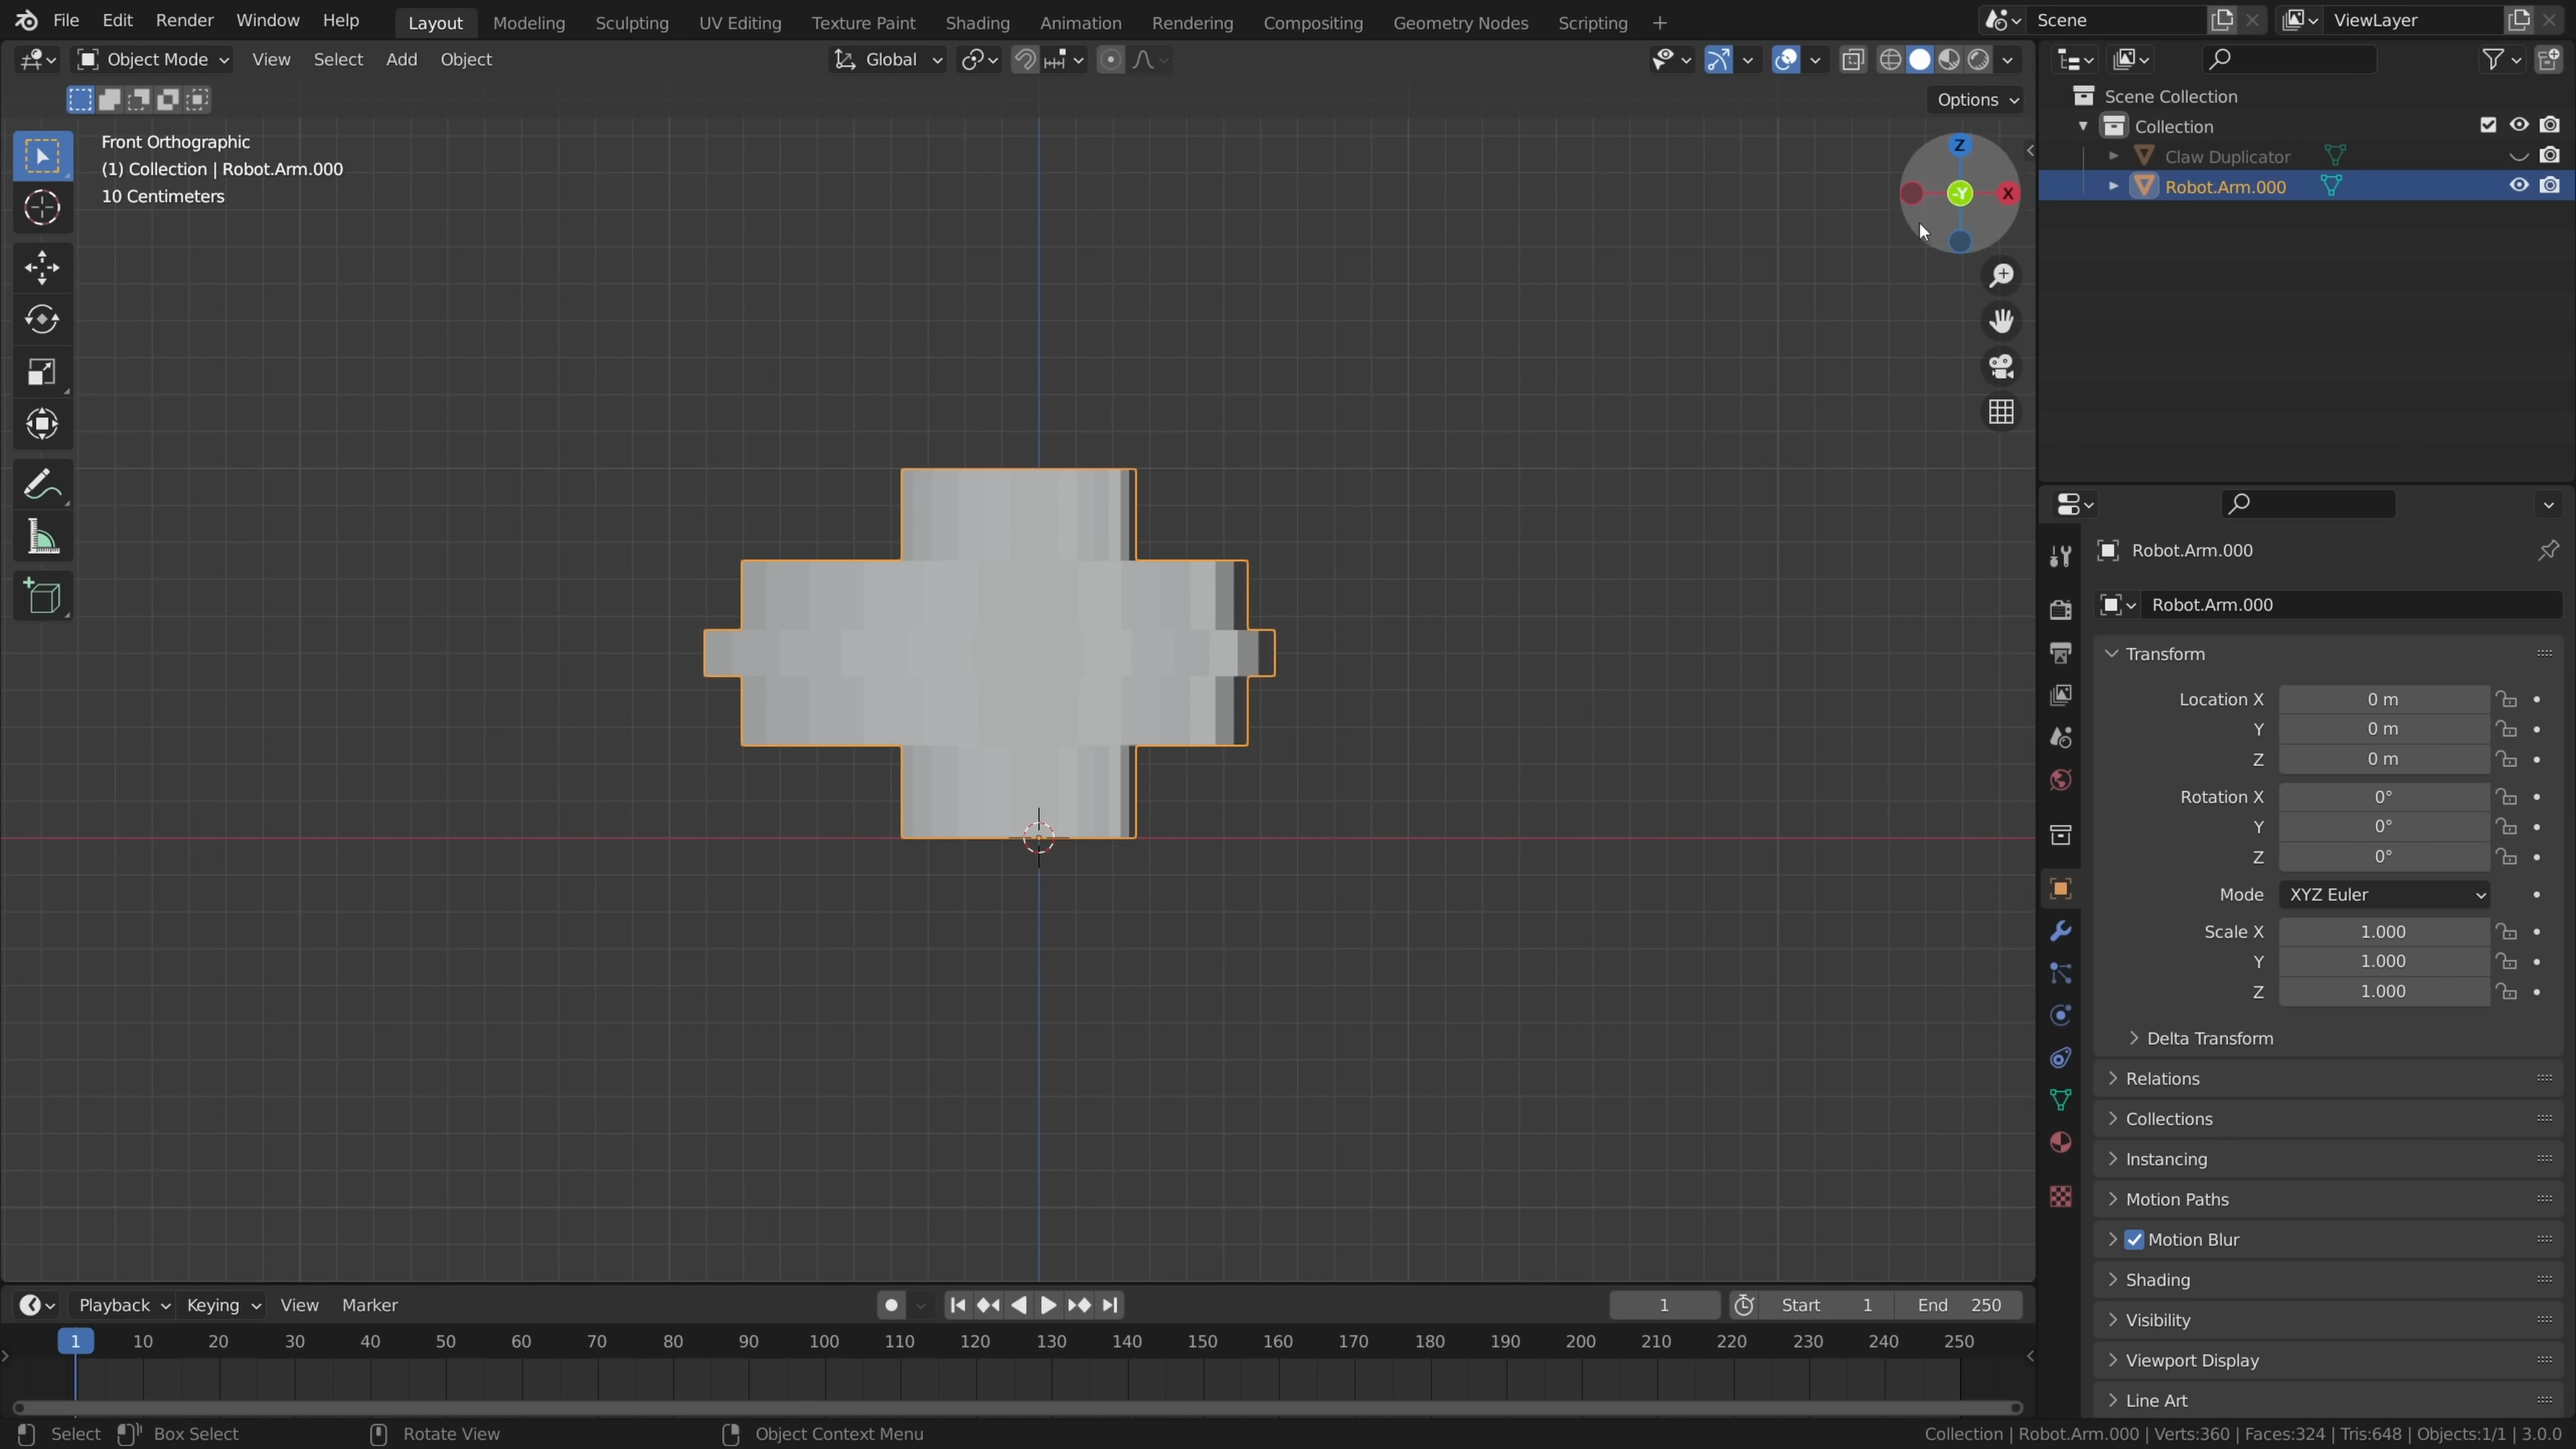 File Edit Render Window Help Layout Modeling Sculpting UV Editing Texture Paint Shading Animation Rendering Compositing Geometry Nodes Scripting + Scene ViewLayer
Object Mode View Select Add Object Global
Options
Front Orthographic
(1) Collection | Robot.Arm.000
10 Centimeters
Z
-Y
X
Scene Collection
Collection
Claw Duplicator
Robot.Arm.000
Robot.Arm.000
Robot.Arm.000
Transform
Location X 0 m
Y 0 m
Z 0 m
Rotation X 0°
Y 0°
Z 0°
Mode XYZ Euler
Scale X 1.000
Y 1.000
Z 1.000
Delta Transform
Relations
Collections
Instancing
Motion Paths
Motion Blur
Shading
Visibility
Viewport Display
Line Art
Playback Keying View Marker 1 Start 1 End 250
1 10 20 30 40 50 60 70 80 90 100 110 120 130 140 150 160 170 180 190 200 210 220 230 240 250
Select Box Select Rotate View Object Context Menu Collection | Robot.Arm.000 | Verts:360 | Faces:324 | Tris:648 | Objects:1/1 | 3.0.0